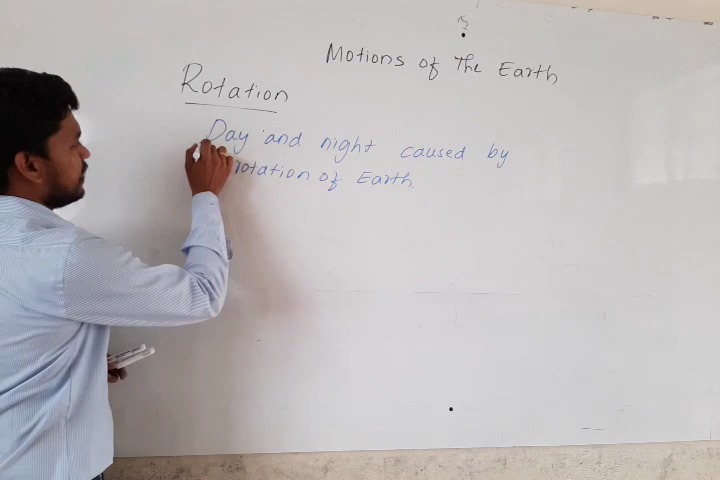 Motions of The Earth
Rotation
Day and night caused by
rotation of Earth.